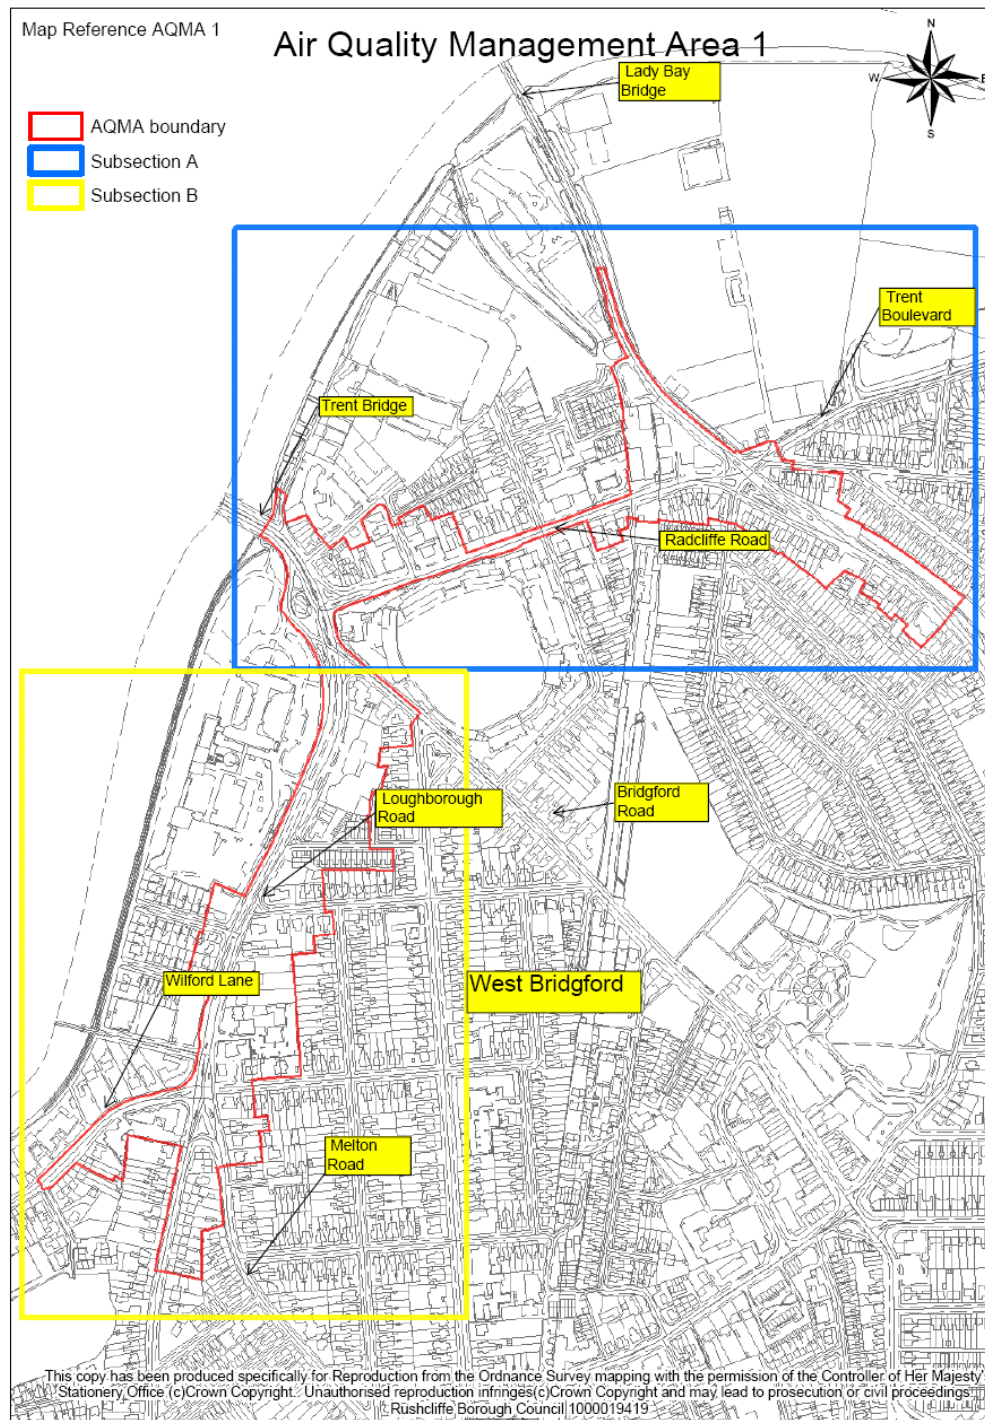 Map Reference AQMA 1
Air Quality Management Area 1
N
W
E
S
AQMA boundary
Subsection A
Subsection B
Lady Bay
Bridge
Trent
Boulevard
Trent Bridge
Radcliffe Road
Loughborough
Road
Bridgford
Road
Wilford Lane
West Bridgford
Melton
Road
This copy has been produced specifically for Reproduction from the Ordnance Survey mapping with the permission of the Controller of Her Majesty'
Stationery Office (c)Crown Copyright. Unauthorised reproduction infringes(c)Crown Copyright and may lead to prosecution or civil proceedings
Rushcliffe Borough Council 1000019419